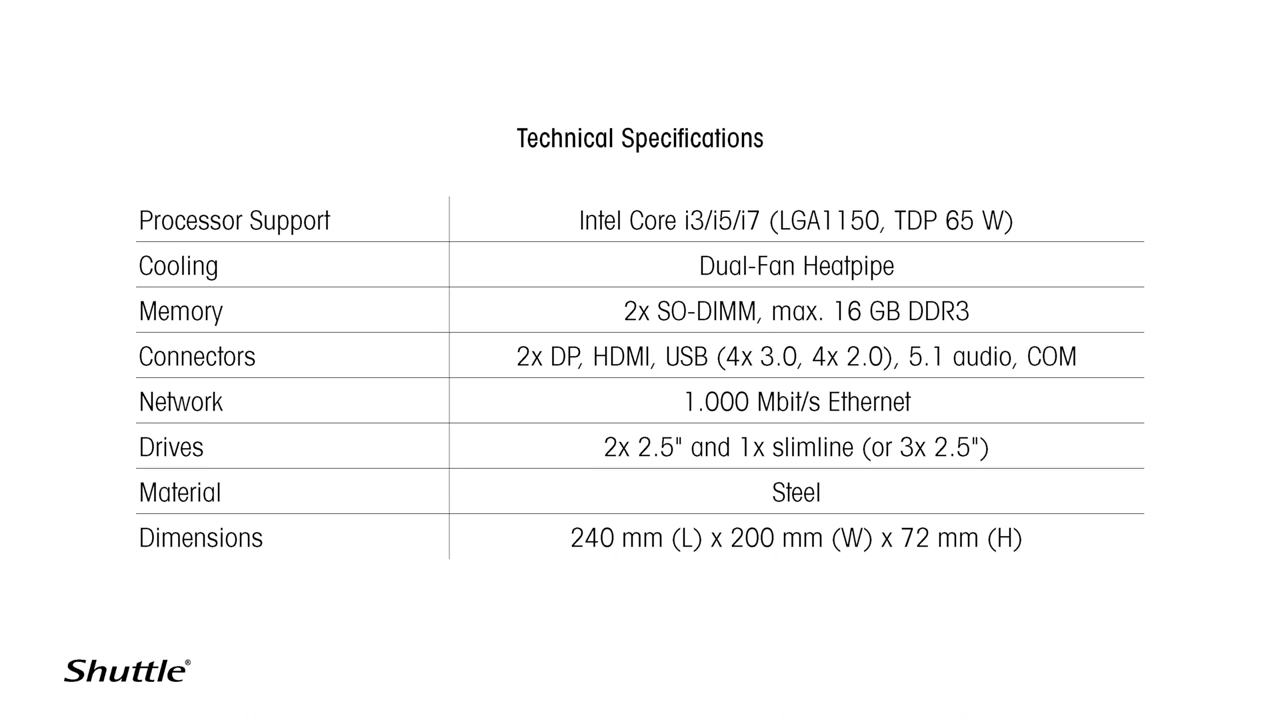 Technical Specifications
Processor Support Intel Core i3/i5/i7 (LGA1150, TDP 65 W)
Cooling Dual-Fan Heatpipe
Memory 2x SO-DIMM, max. 16 GB DDR3
Connectors 2x DP, HDMI, USB (4x 3.0, 4x 2.0), 5.1 audio, COM
Network 1.000 Mbit/s Ethernet
Drives 2x 2.5" and 1x slimline (or 3x 2.5")
Material Steel
Dimensions 240 mm (L) x 200 mm (W) x 72 mm (H)
Shuttle®